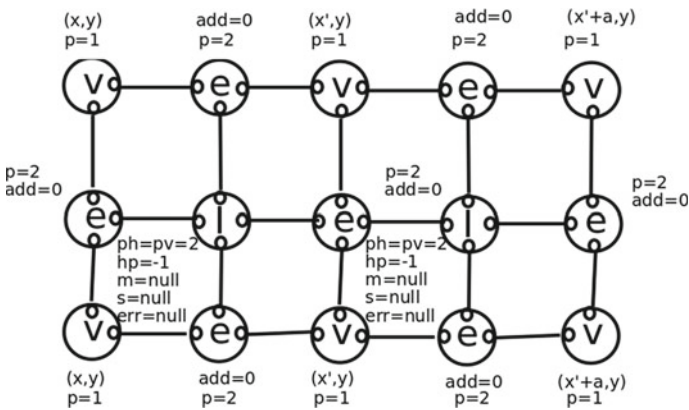 (x,y)
p=1
add=0
p=2
(x',y)
p=1
add=0
p=2
(x'+a,y)
p=1
v
e
v
e
v
p=2
add=0
e
I
e
p=2
add=0
I
e
p=2
add=0
ph=pv=2
hp=-1
m=null
s=null
err=null
ph=pv=2
hp=-1
m=null
s=null
err=null
v
e
v
e
v
(x,y)
p=1
add=0
p=2
(x',y)
p=1
add=0
p=2
(x'+a,y)
p=1